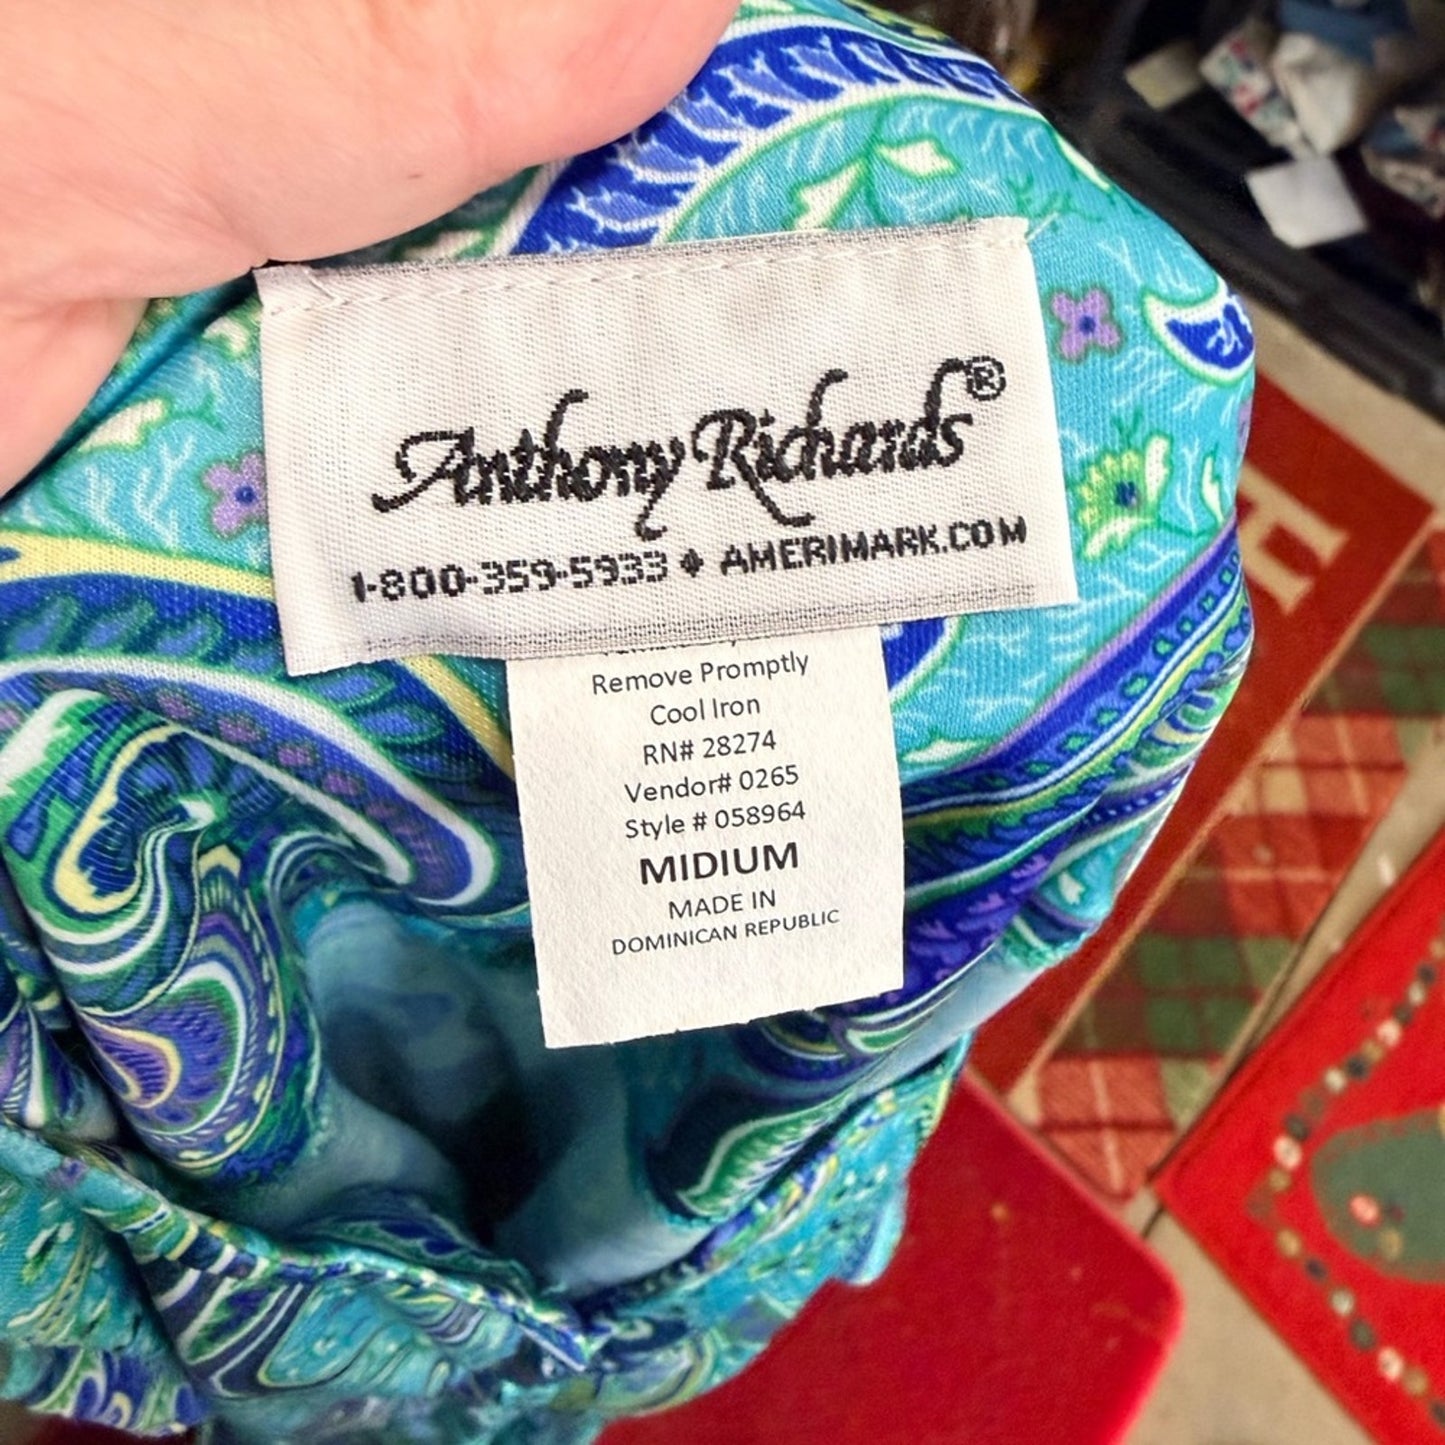 Anthony Richards®
1-800-359-5933 ♦ AMERIMARK.COM
Remove Promptly
Cool Iron
RN# 28274
Vendor# 0265
Style # 058964
MIDIUM
MADE IN
DOMINICAN REPUBLIC
H